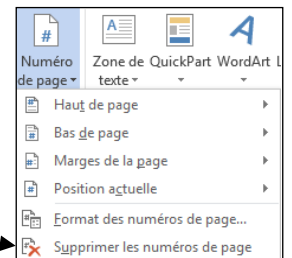 #
A
A
Numéro de page
Zone de texte
QuickPart
WordArt
L
Haut de page
Bas de page
Marges de la page
Position actuelle
Format des numéros de page...
Supprimer les numéros de page